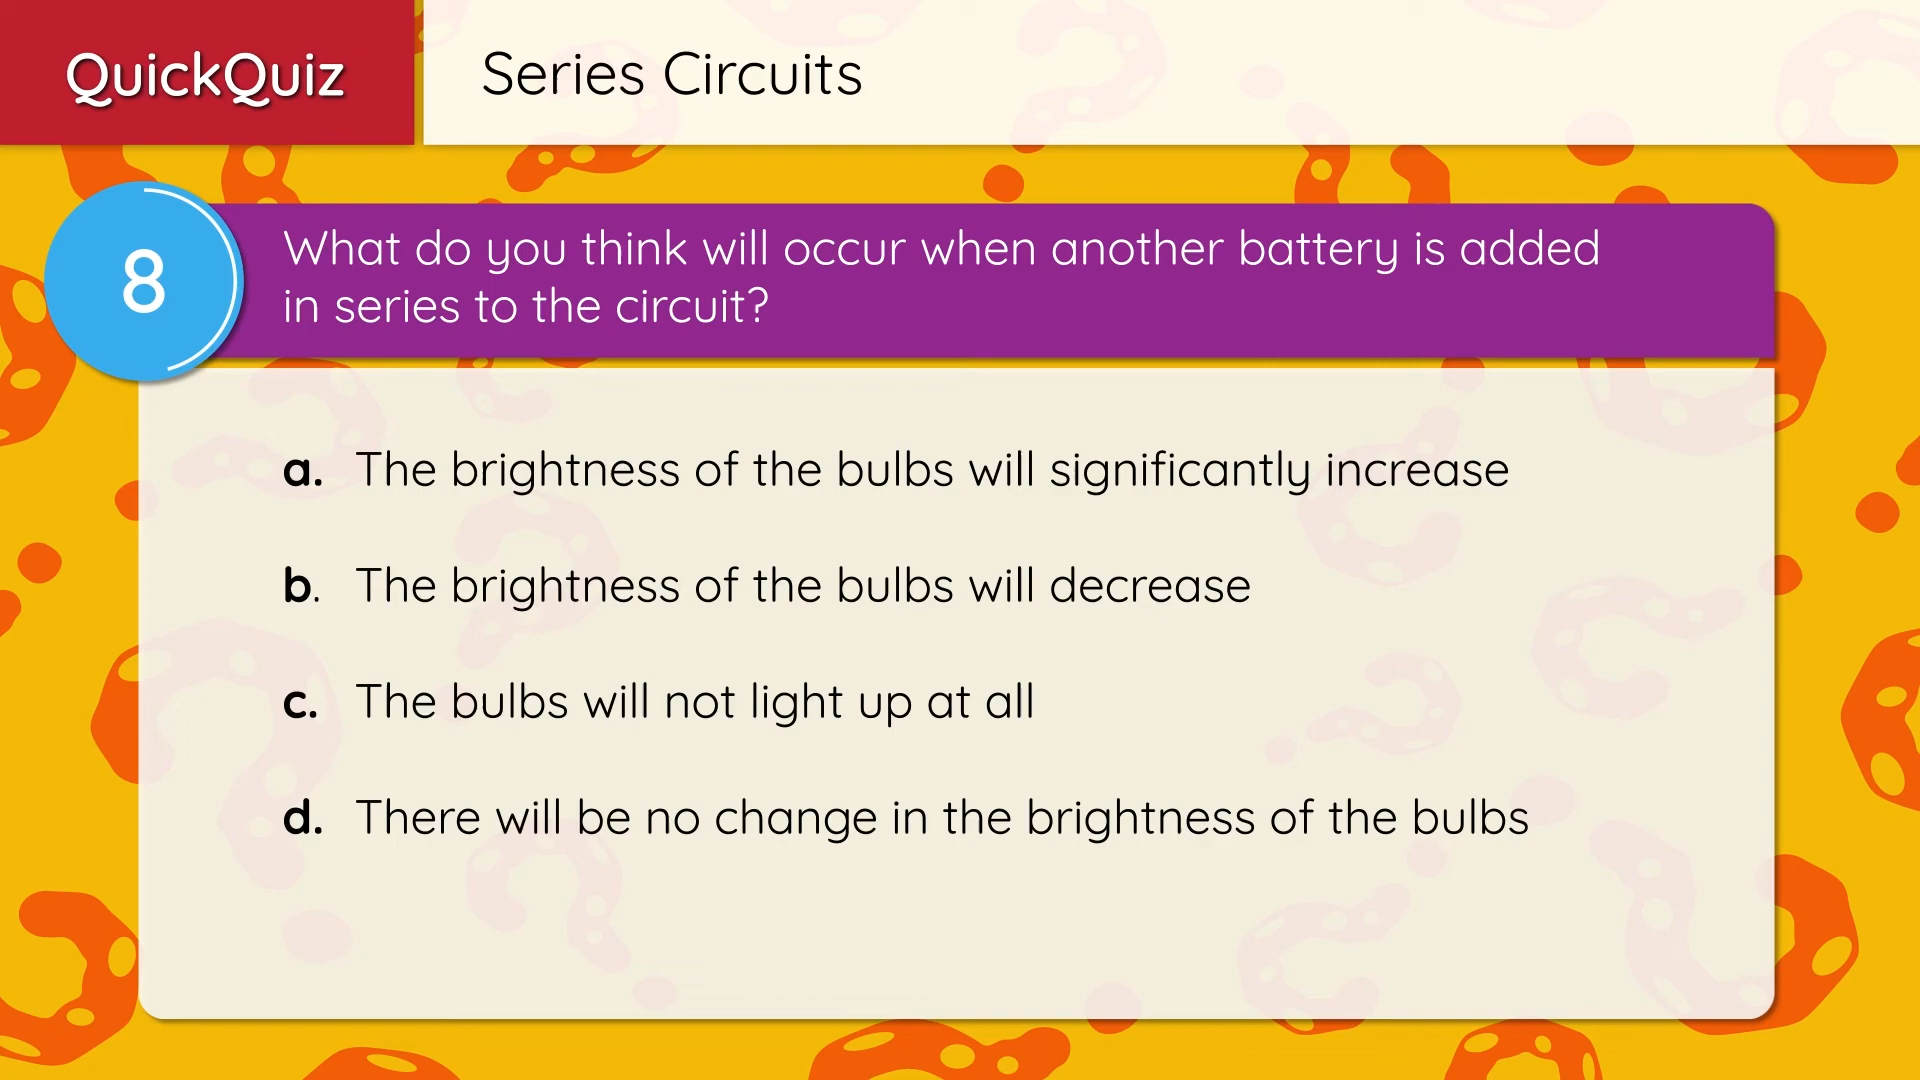 QuickQuiz
Series Circuits
8
What do you think will occur when another battery is added
in series to the circuit?
a. The brightness of the bulbs will significantly increase
b. The brightness of the bulbs will decrease
c. The bulbs will not light up at all
d. There will be no change in the brightness of the bulbs